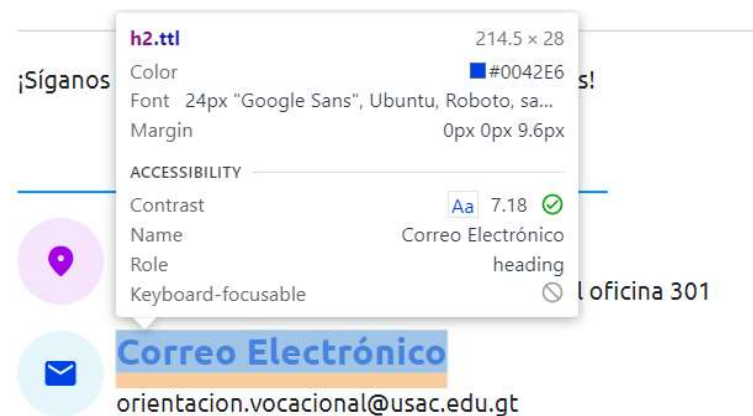 h2.ttl 214.5 × 28
Color #0042E6
¡Síganos s!
Font 24px "Google Sans", Ubuntu, Roboto, sa...
Margin 0px 0px 9.6px
ACCESSIBILITY
Contrast Aa 7.18
Name Correo Electrónico
Role heading
Keyboard-focusable
l oficina 301
Correo Electrónico
orientacion.vocacional@usac.edu.gt